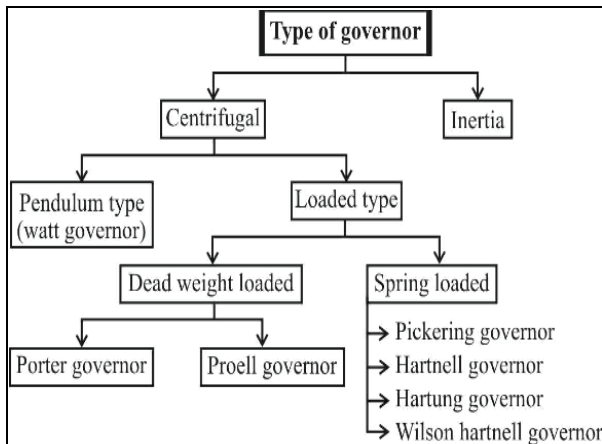 Type of governor
Centrifugal
Inertia
Pendulum type
(watt governor)
Loaded type
Dead weight loaded
Spring loaded
Porter governor
Proell governor
Pickering governor
Hartnell governor
Hartung governor
Wilson hartnell governor